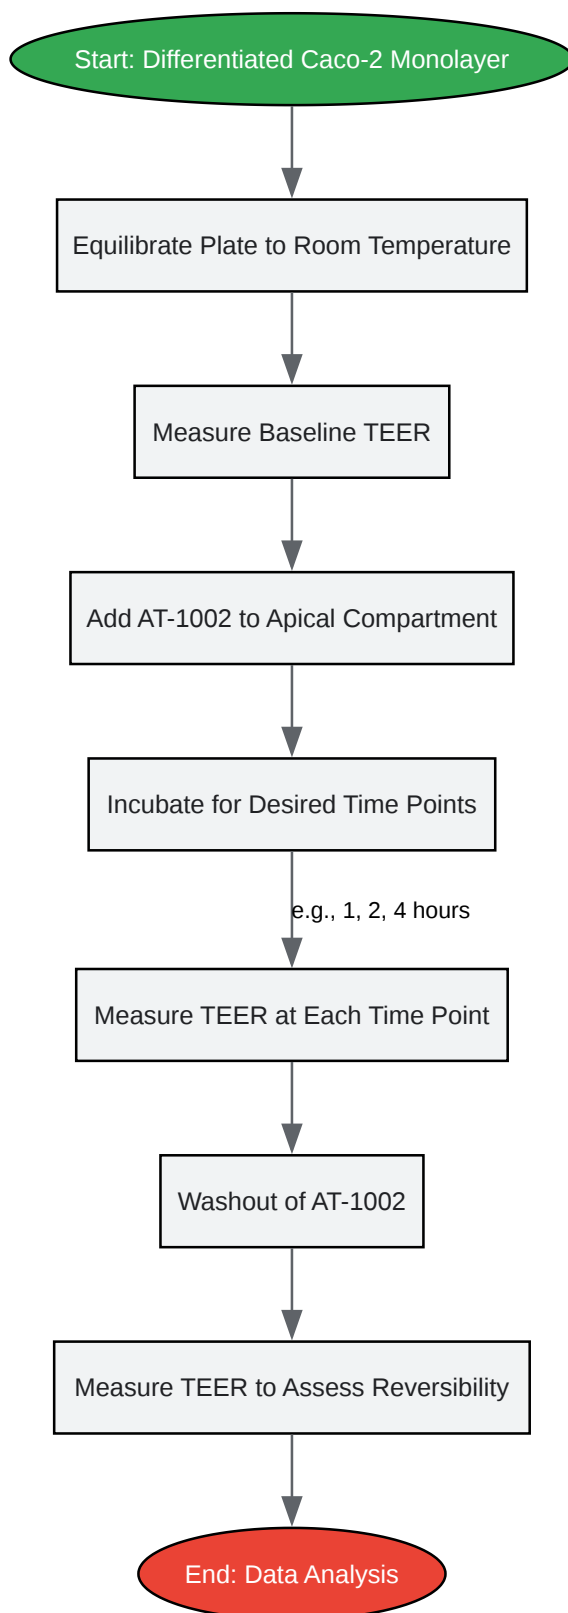 Start: Differentiated Caco-2 Monolayer
Equilibrate Plate to Room Temperature
Measure Baseline TEER
Add AT-1002 to Apical Compartment
Incubate for Desired Time Points
e.g., 1, 2, 4 hours
Measure TEER at Each Time Point
Washout of AT-1002
Measure TEER to Assess Reversibility
End: Data Analysis